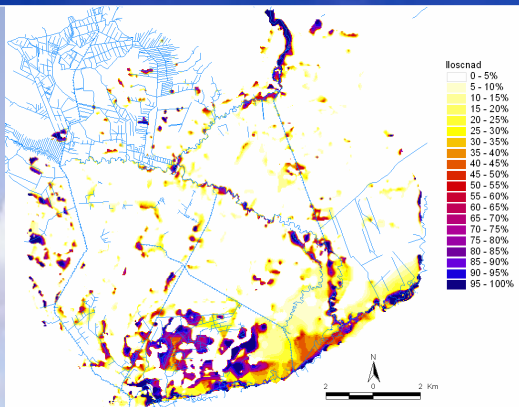 Iloscnad
0 - 5%
5 - 10%
10 - 15%
15 - 20%
20 - 25%
25 - 30%
30 - 35%
35 - 40%
40 - 45%
45 - 50%
50 - 55%
55 - 60%
60 - 65%
65 - 70%
70 - 75%
75 - 80%
80 - 85%
85 - 90%
90 - 95%
95 - 100%
N
2 0 2 Km